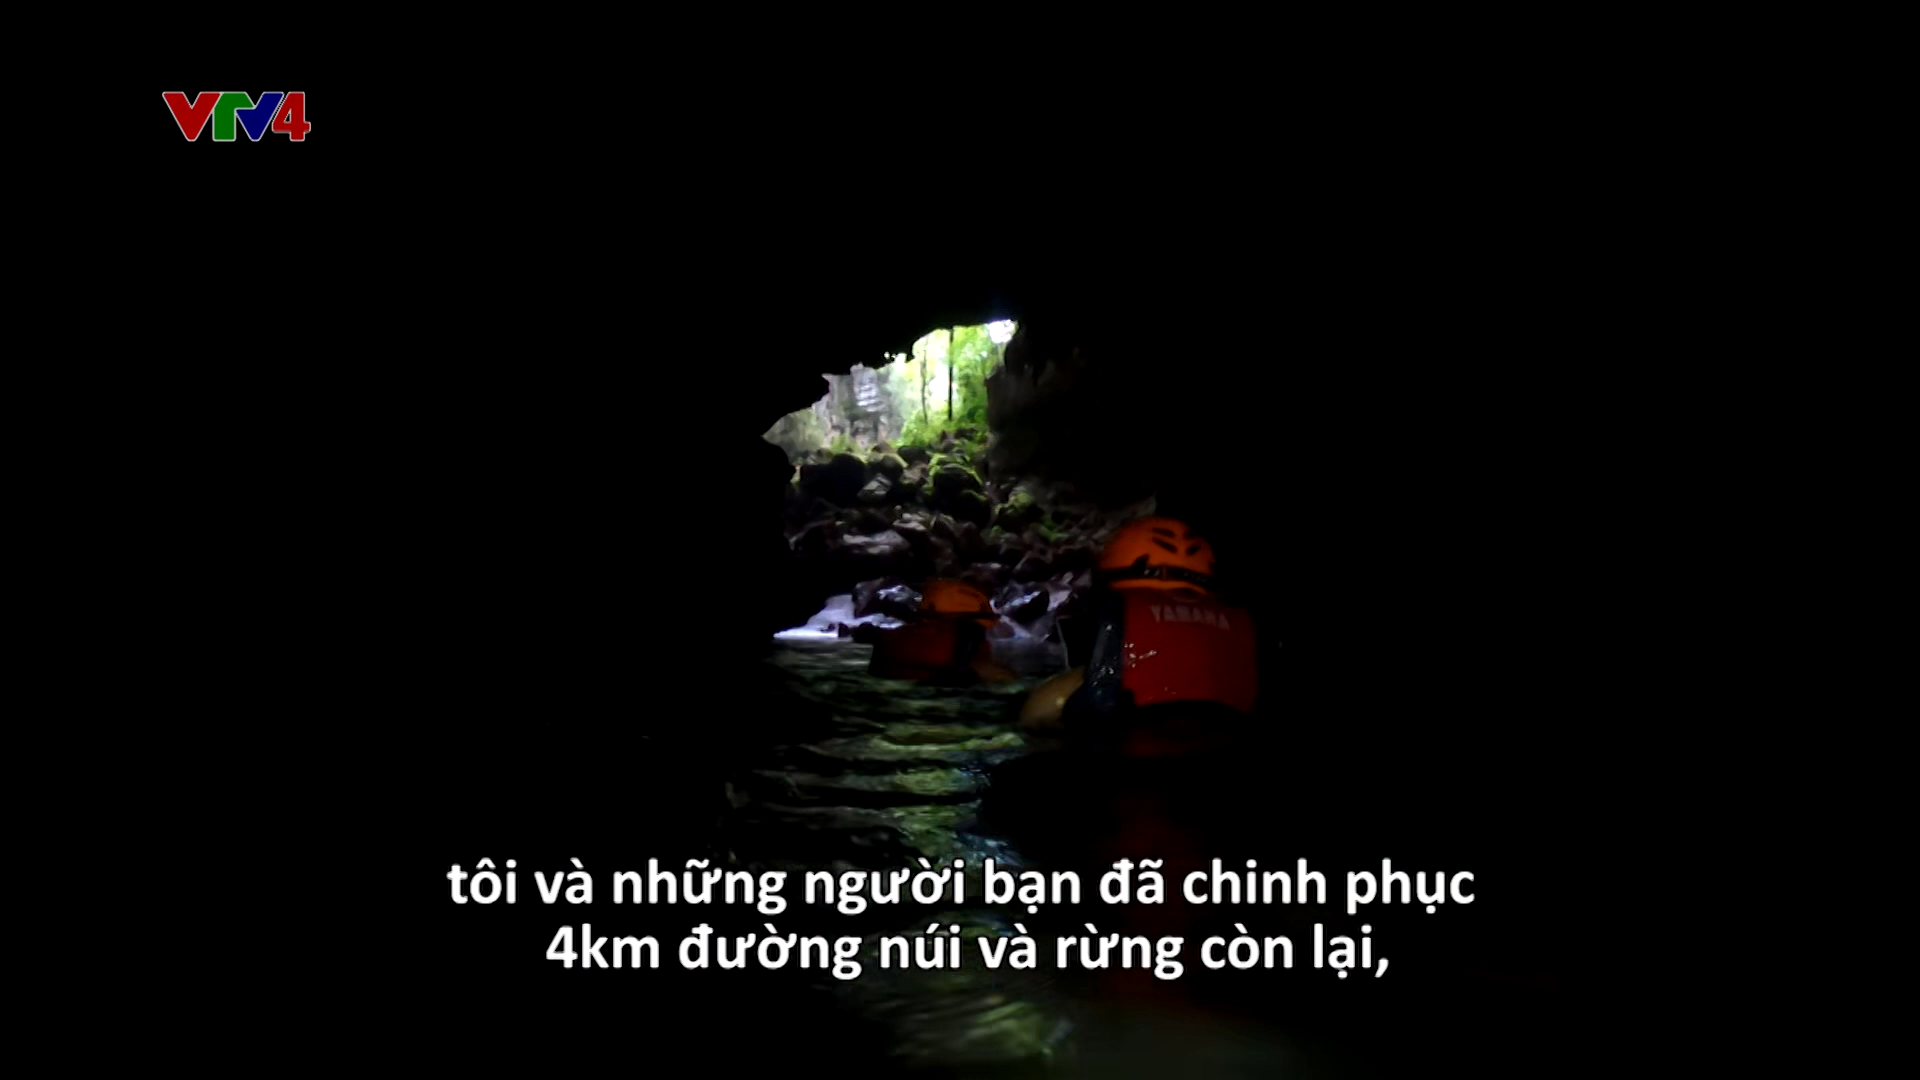 VTV4
YAMAHA
tôi và những người bạn đã chinh phục
4km đường núi và rừng còn lại,